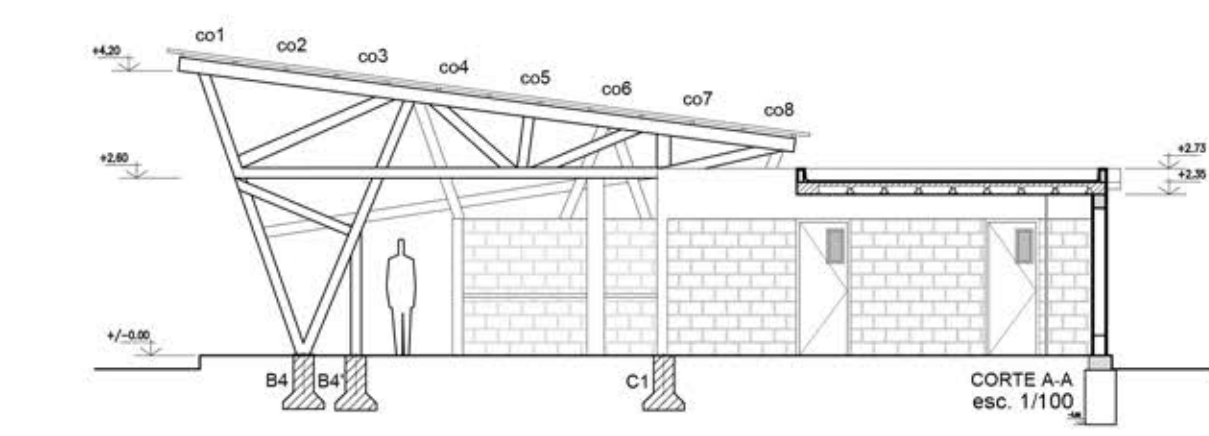 co1
co2
co3
co4
co5
co6
co7
co8
+4,20
+2.60
+2.73
+2.35
+/-0.00
B4
B4'
C1
CORTE A-A
esc. 1/100